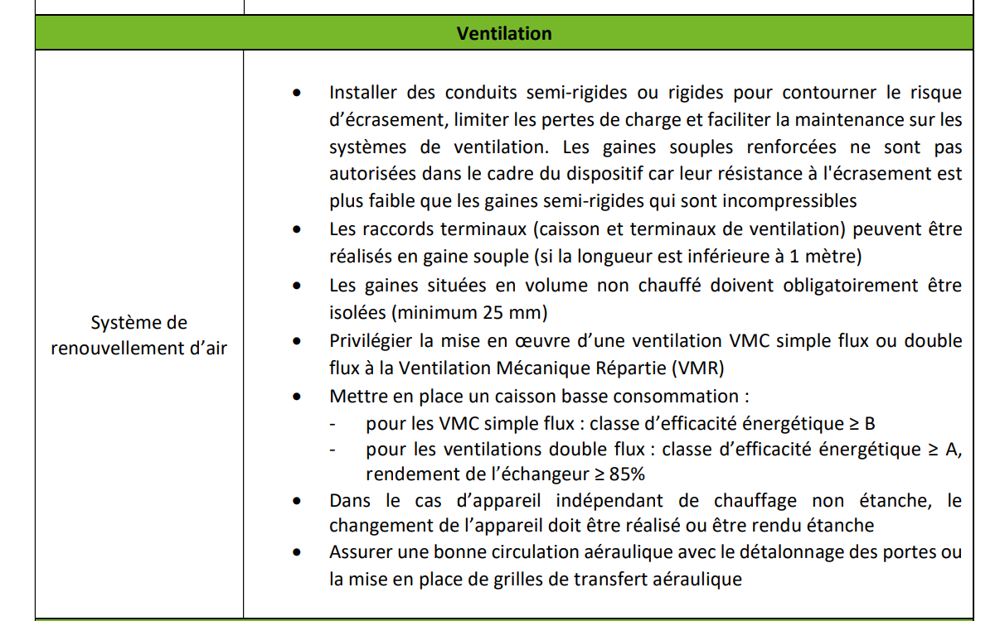 Ventilation
Système de
renouvellement d’air
• Installer des conduits semi-rigides ou rigides pour contourner le risque
d’écrasement, limiter les pertes de charge et faciliter la maintenance sur les
systèmes de ventilation. Les gaines souples renforcées ne sont pas
autorisées dans le cadre du dispositif car leur résistance à l'écrasement est
plus faible que les gaines semi-rigides qui sont incompressibles
• Les raccords terminaux (caisson et terminaux de ventilation) peuvent être
réalisés en gaine souple (si la longueur est inférieure à 1 mètre)
• Les gaines situées en volume non chauffé doivent obligatoirement être
isolées (minimum 25 mm)
• Privilégier la mise en œuvre d’une ventilation VMC simple flux ou double
flux à la Ventilation Mécanique Répartie (VMR)
• Mettre en place un caisson basse consommation :
- pour les VMC simple flux : classe d’efficacité énergétique ≥ B
- pour les ventilations double flux : classe d’efficacité énergétique ≥ A,
rendement de l’échangeur ≥ 85%
• Dans le cas d’appareil indépendant de chauffage non étanche, le
changement de l’appareil doit être réalisé ou être rendu étanche
• Assurer une bonne circulation aéraulique avec le détalonnage des portes ou
la mise en place de grilles de transfert aéraulique